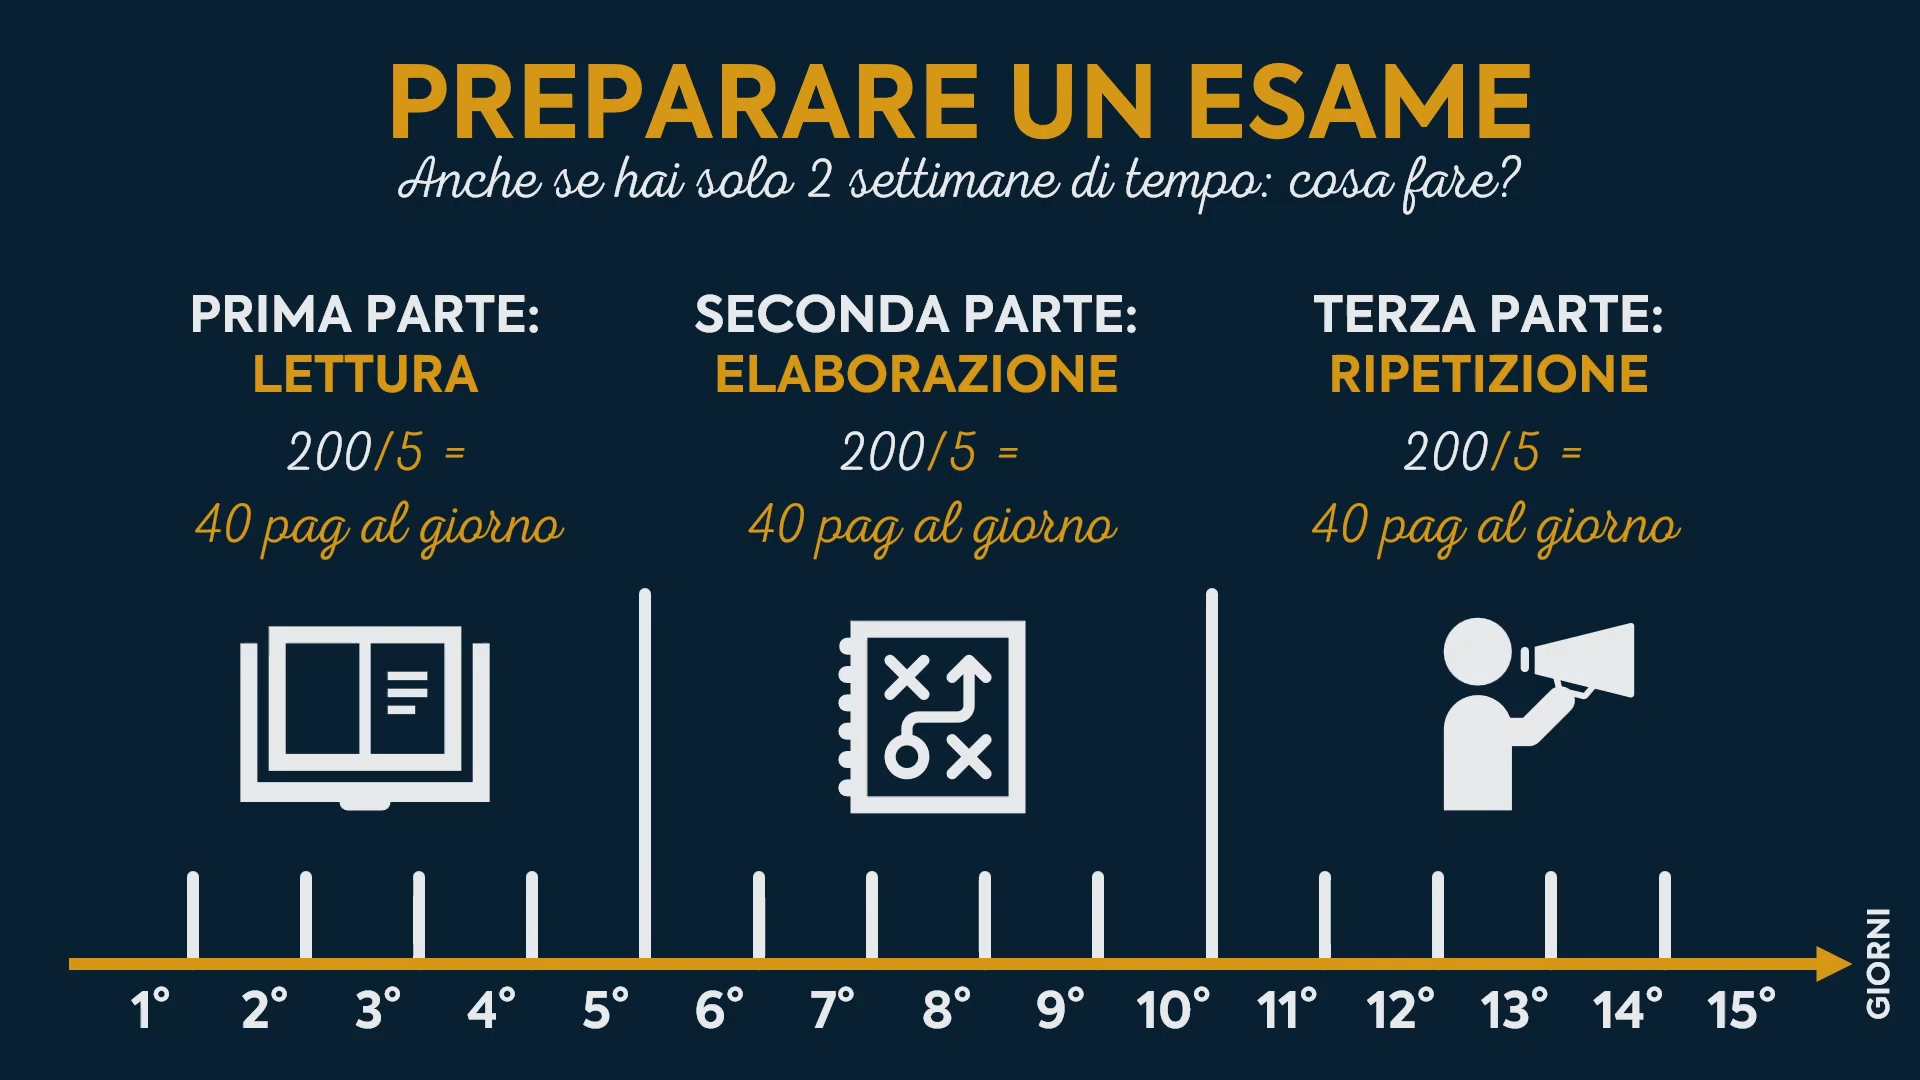 PREPARARE UN ESAME
Anche se hai solo 2 settimane di tempo: cosa fare?
PRIMA PARTE:
LETTURA
200/5 =
40 pag al giorno
SECONDA PARTE:
ELABORAZIONE
200/5 =
40 pag al giorno
TERZA PARTE:
RIPETIZIONE
200/5 =
40 pag al giorno
1° 2° 3° 4° 5° 6° 7° 8° 9° 10° 11° 12° 13° 14° 15°
GIORNI